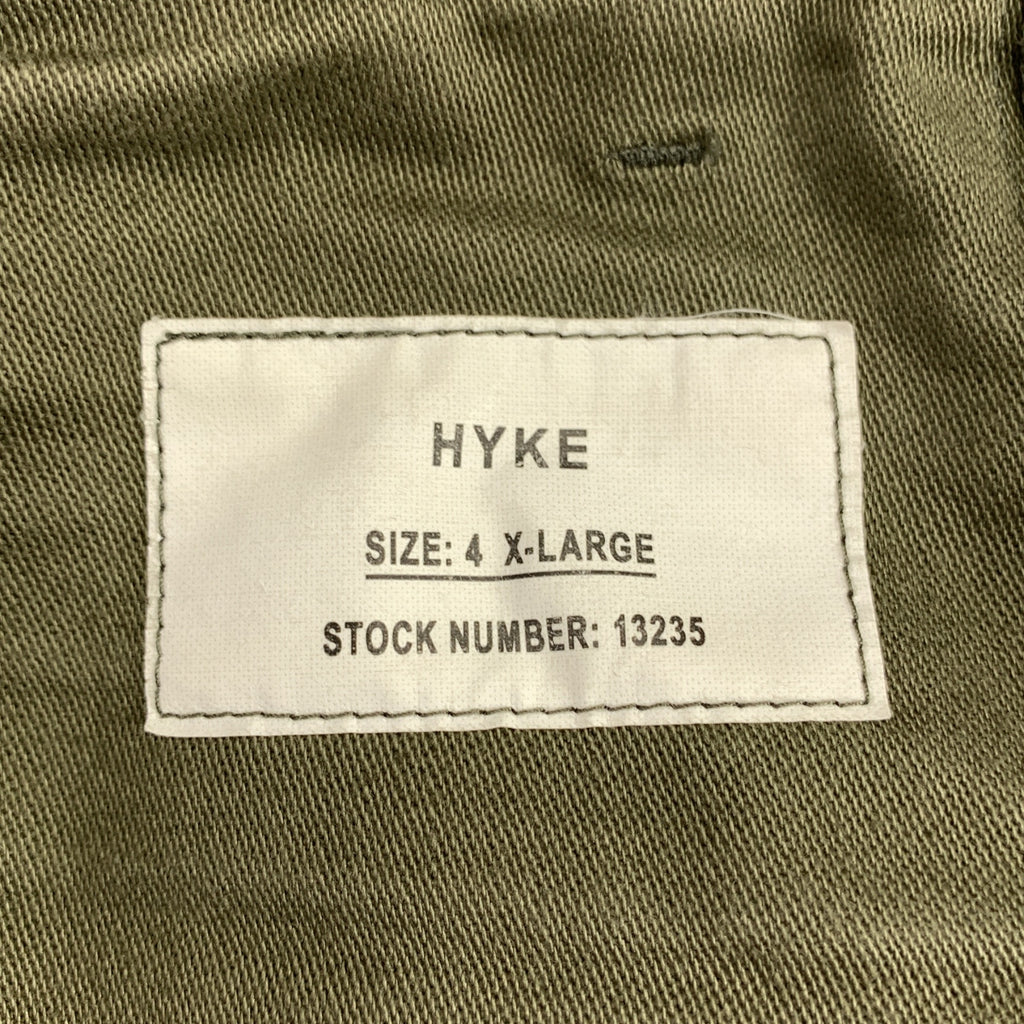 HYKE
SIZE: 4 X-LARGE
STOCK NUMBER: 13235